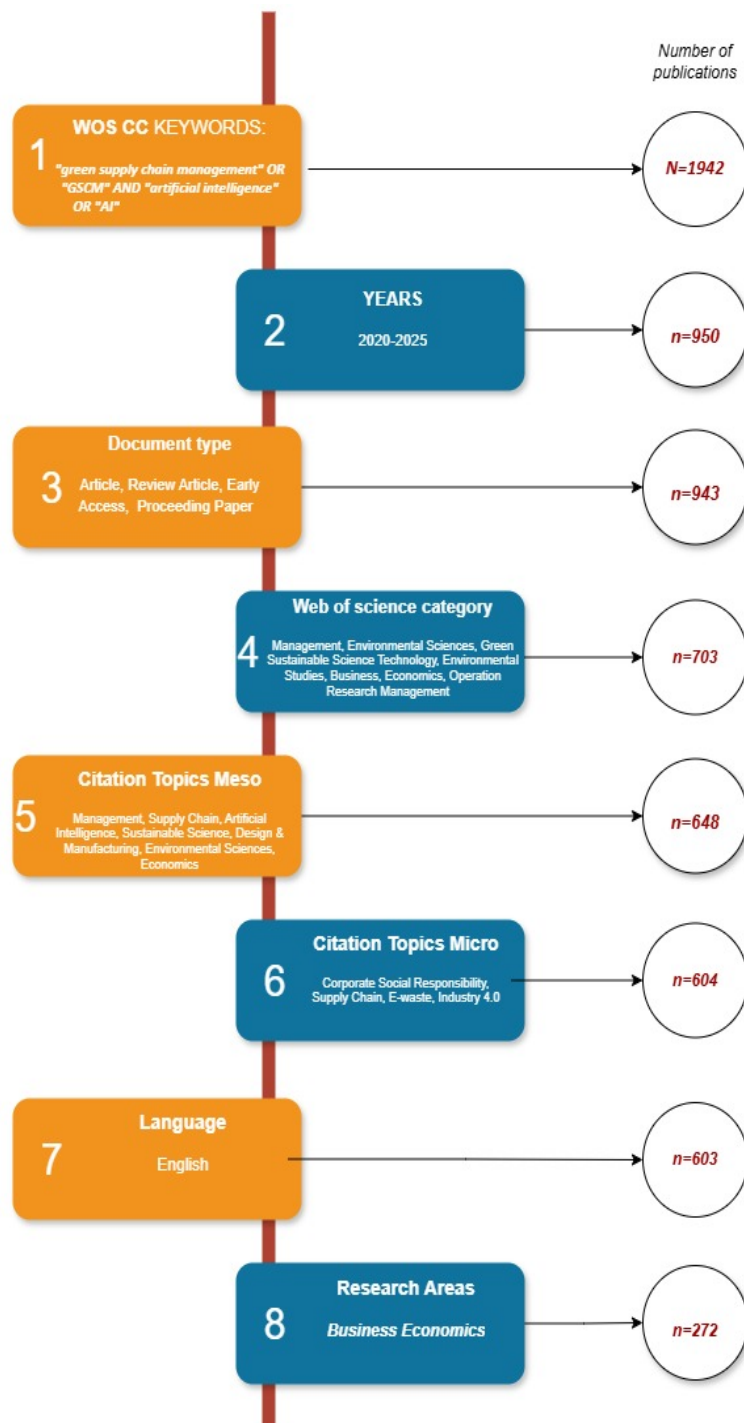 Number of
publications
WOS CC KEYWORDS:
1
"green supply chain management" OR
"GSCM" AND "artificial intelligence"
OR "AI"
N=1942
YEARS
2
2020-2025
n=950
Document type
3
Article, Review Article, Early
Access, Proceeding Paper
n=943
Web of science category
4
Management, Environmental Sciences, Green
Sustainable Science Technology, Environmental
Studies, Business, Economics, Operation
Research Management
n=703
Citation Topics Meso
5
Management, Supply Chain, Artificial
Intelligence, Sustainable Science, Design &
Manufacturing, Environmental Sciences,
Economics
n=648
Citation Topics Micro
6
Corporate Social Responsibility,
Supply Chain, E-waste, Industry 4.0
n=604
Language
7
English
n=603
Research Areas
8
Business Economics
n=272